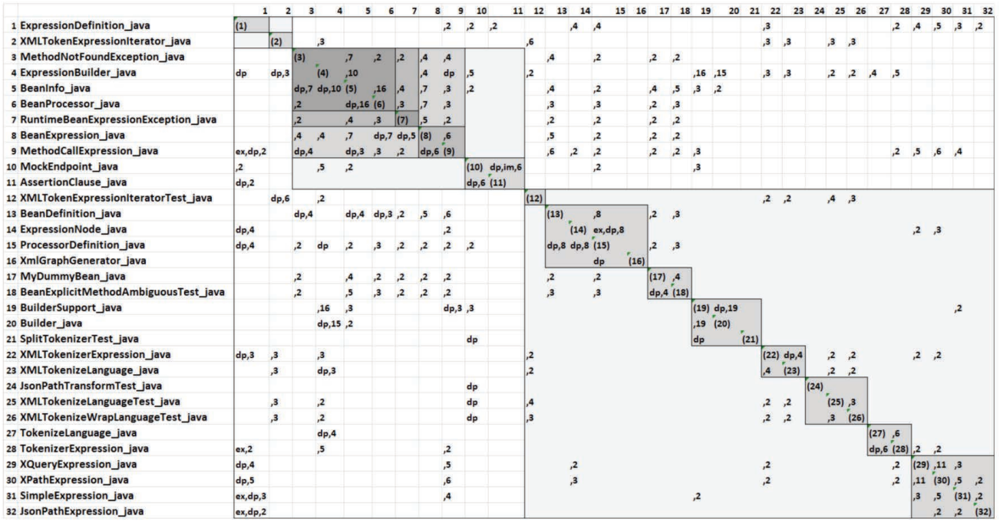 1 2 3 4 5 6 7 8 9 10 11 12 13 14 15 16 17 18 19 20 21 22 23 24 25 26 27 28 29 30 31 32
1 ExpressionDefinition_java (1) ,2 ,2 ,2 ,4 ,4 ,3 ,2 ,4 ,5 ,3 ,2
2 XMLTokenExpressionIterator_java (2) ,3 ,6 ,3 ,3 ,3 ,3
3 MethodNotFoundException_java (3) ,7 ,2 ,2 ,4 ,4 ,4 ,2 ,2 ,2
4 ExpressionBuilder_java dp dp,3 (4) ,10 ,4 dp ,5 ,2 ,16 ,15 ,3 ,3 ,2 ,2 ,4 ,5
5 BeanInfo_java dp,7 dp,10 (5) ,16 ,4 ,7 ,3 ,2 ,4 ,2 ,4 ,5 ,3 ,2
6 BeanProcessor_java ,2 dp,16 (6) ,3 ,7 ,3 ,3 ,3 ,2 ,3
7 RuntimeBeanExpressionException_java ,2 ,4 ,3 (7) ,5 ,2 ,2 ,2 ,2 ,2
8 BeanExpression_java ,4 ,4 ,7 dp,7 dp,5 (8) ,6 ,5 ,2 ,2 ,2
9 MethodCallExpression_java ex,dp,2 dp,4 dp,3 ,3 ,2 dp,6 (9) ,6 ,2 ,2 ,2 ,2 ,3 ,2 ,5 ,6 ,4
10 MockEndpoint_java ,2 ,5 ,2 (10) dp,im,6 ,2 ,3
11 AssertionClause_java dp,2 dp,6 (11)
12 XMLTokenExpressionIteratorTest_java dp,6 ,2 (12) ,2 ,2 ,4 ,3
13 BeanDefinition_java dp,4 dp,4 dp,3 ,2 ,5 ,6 (13) ,8 ,2 ,3
14 ExpressionNode_java dp,4 ,2 (14) ex,dp,8 ,2 ,3
15 ProcessorDefinition_java dp,4 ,2 dp ,2 ,3 ,2 ,2 ,2 ,2 dp,8 dp,8 (15) ,2 ,3
16 XmlGraphGenerator_java dp (16)
17 MyDummyBean_java ,2 ,4 ,2 ,2 ,2 ,2 ,2 ,2 (17) ,4
18 BeanExplicitMethodAmbiguousTest_java ,2 ,5 ,3 ,2 ,2 ,2 ,3 ,3 dp,4 (18)
19 BuilderSupport_java ,16 ,3 dp,3 ,3 (19) dp,19 ,2
20 Builder_java dp,15 ,2 ,19 (20)
21 SplitTokenizerTest_java dp dp (21)
22 XMLTokenizerExpression_java dp,3 ,3 ,3 ,2 (22) dp,4 ,2 ,2 ,2 ,2
23 XMLTokenizeLanguage_java ,3 dp,3 ,2 ,4 (23) ,2 ,2
24 JsonPathTransformTest_java dp (24)
25 XMLTokenizeLanguageTest_java ,3 ,2 dp ,4 ,2 ,2 (25) ,3
26 XMLTokenizeWrapLanguageTest_java ,3 ,2 dp ,3 ,2 ,2 ,3 (26)
27 TokenizeLanguage_java dp,4 (27) ,6
28 TokenizerExpression_java ex,2 ,5 ,2 dp,6 (28) ,2 ,2
29 XQueryExpression_java dp,4 ,5 ,2 ,2 ,2 (29) ,11 ,3
30 XPathExpression_java dp,5 ,6 ,3 ,2 ,2 ,11 (30) ,5 ,2
31 SimpleExpression_java ex,dp,3 ,4 ,2 ,3 ,5 (31) ,2
32 JsonPathExpression_java ex,dp,2 ,2 ,2 (32)